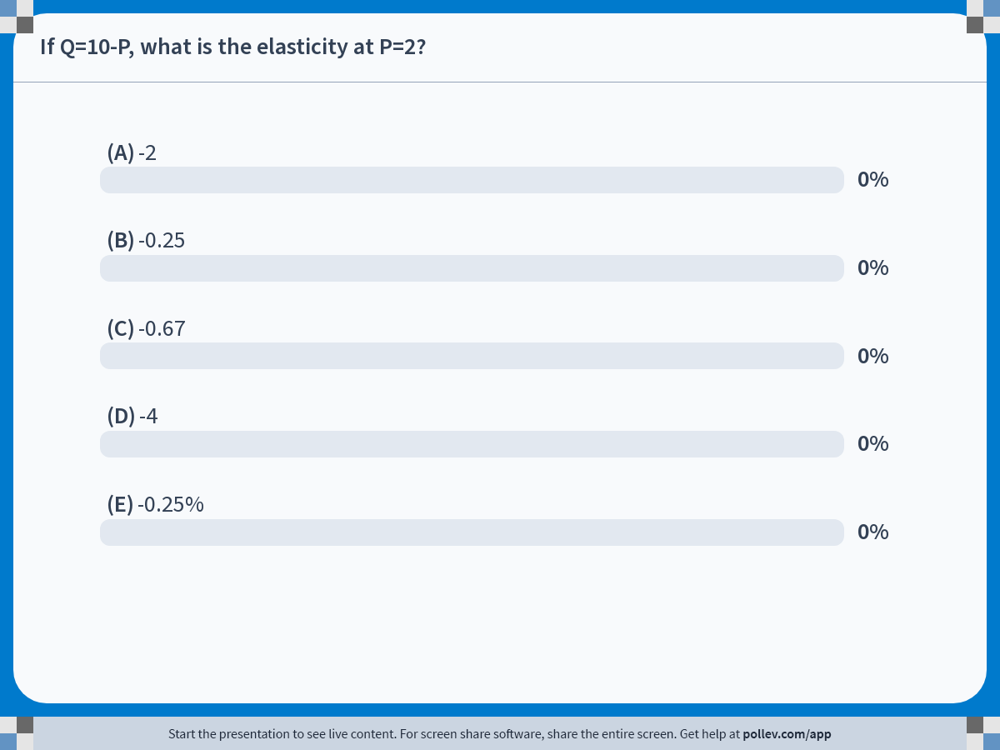 If Q=10-P, what is the elasticity at P=2?
(A) -2
0%
(B) -0.25
0%
(C) -0.67
0%
(D) -4
0%
(E) -0.25%
0%
Start the presentation to see live content. For screen share software, share the entire screen. Get help at pollev.com/app